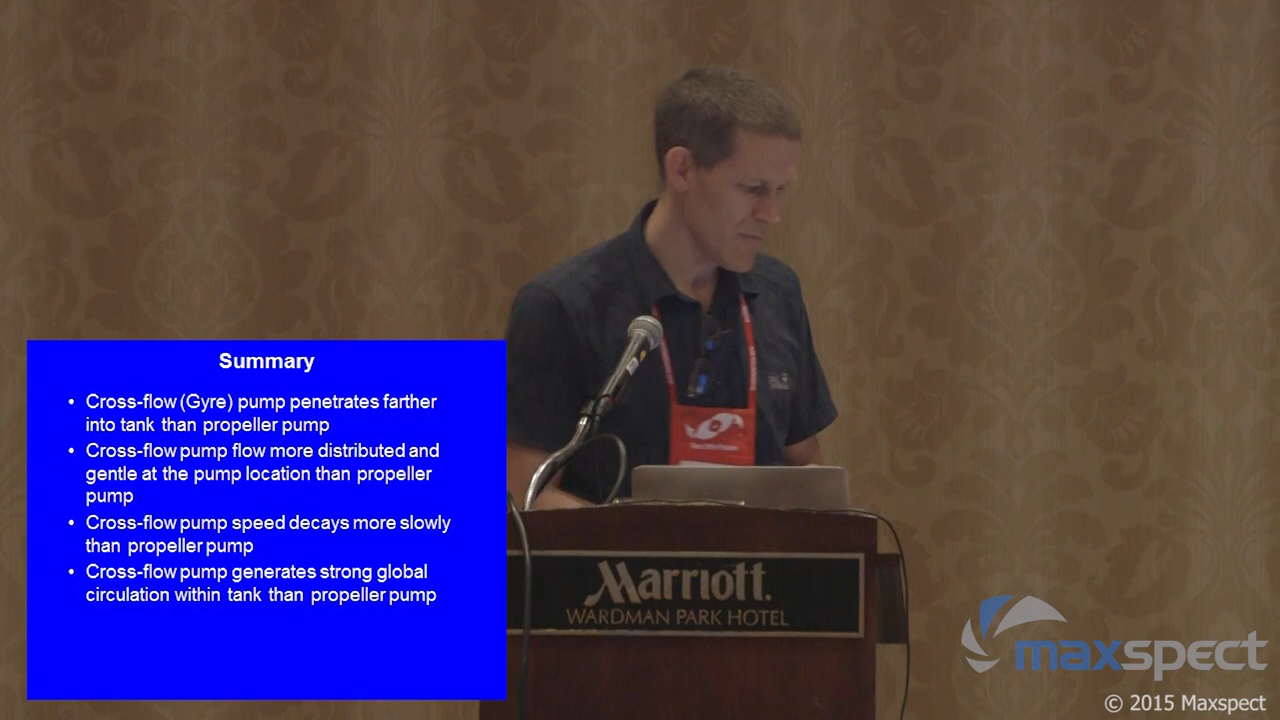 Summary
• Cross-flow (Gyre) pump penetrates farther
into tank than propeller pump
• Cross-flow pump flow more distributed and
gentle at the pump location than propeller
pump
• Cross-flow pump speed decays more slowly
than propeller pump
• Cross-flow pump generates strong global
circulation within tank than propeller pump
Marriott.
WARDMAN PARK HOTEL
maxspect
© 2015 Maxspect